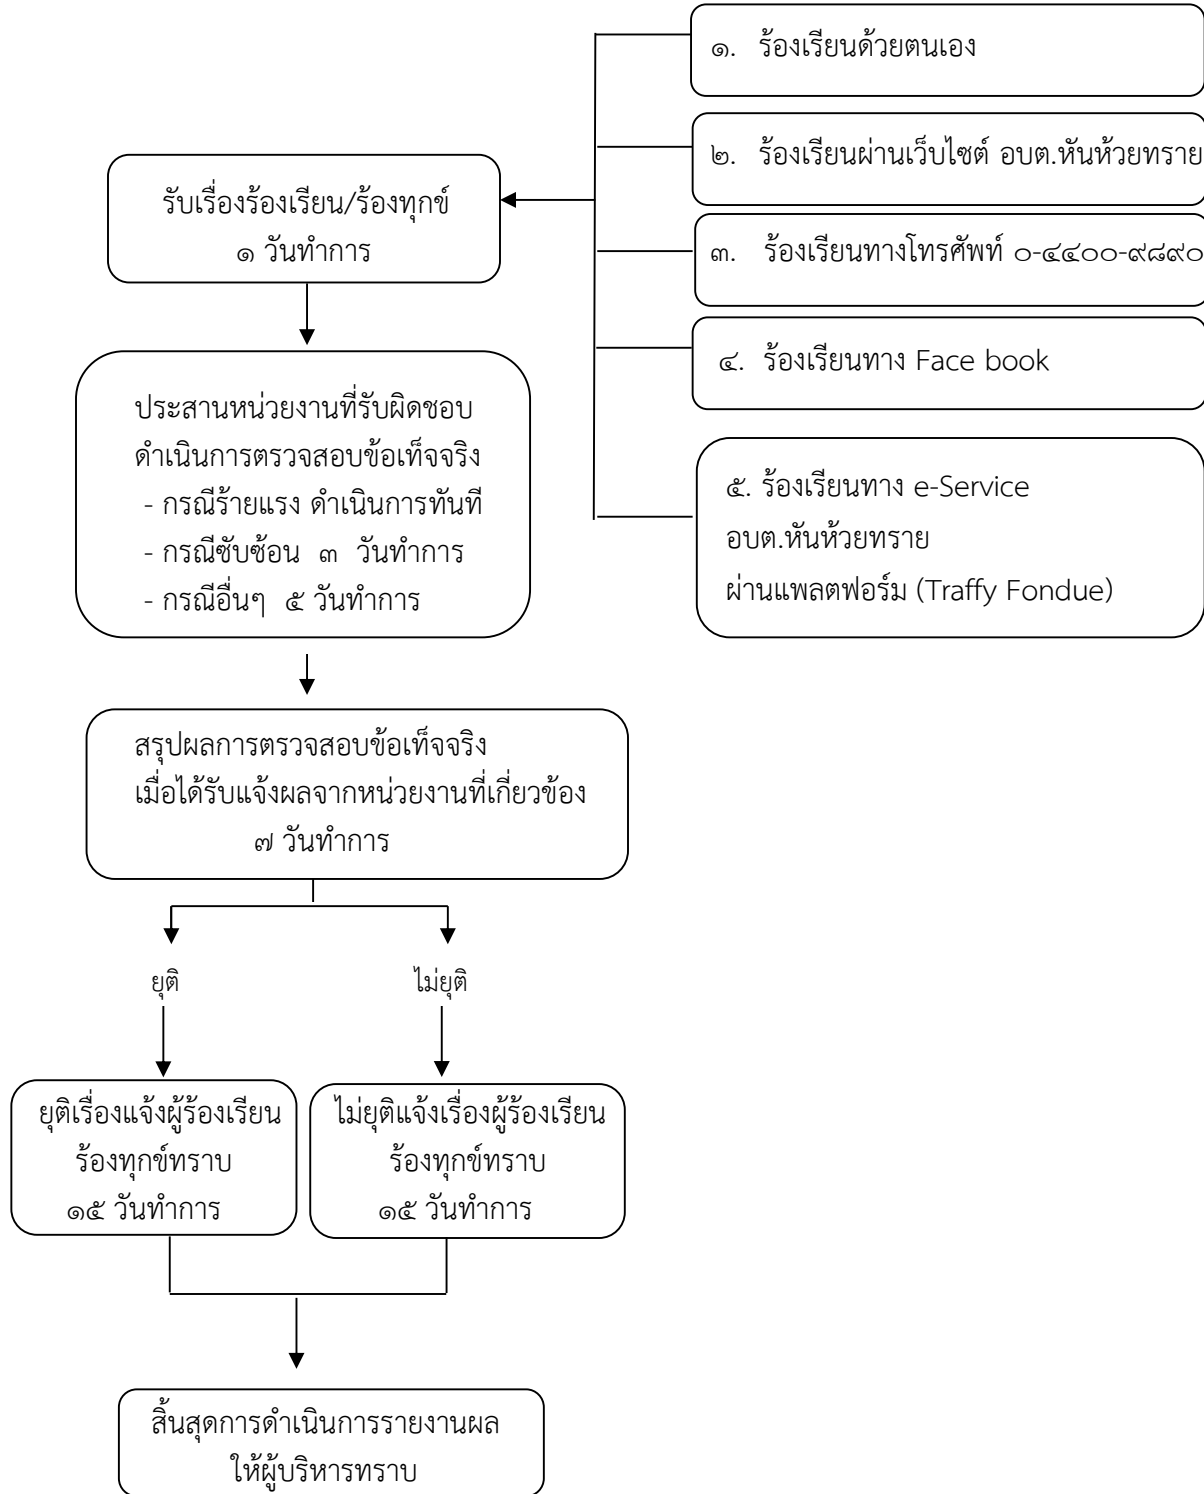 ๑. ร้องเรียนด้วยตนเอง
๒. ร้องเรียนผ่านเว็บไซต์ อบต.หันห้วยทราย
๓. ร้องเรียนทางโทรศัพท์ ๐-๔๔๐๐-๙๘๙๐
๔. ร้องเรียนทาง Face book
๕. ร้องเรียนทาง e-Service
อบต.หันห้วยทราย
ผ่านแพลตฟอร์ม (Traffy Fondue)
รับเรื่องร้องเรียน/ร้องทุกข์
๑ วันทำการ
ประสานหน่วยงานที่รับผิดชอบ
ดำเนินการตรวจสอบข้อเท็จจริง
- กรณีร้ายแรง ดำเนินการทันที
- กรณีซับซ้อน ๓ วันทำการ
- กรณีอื่นๆ ๕ วันทำการ
สรุปผลการตรวจสอบข้อเท็จจริง
เมื่อได้รับแจ้งผลจากหน่วยงานที่เกี่ยวข้อง
๗ วันทำการ
ยุติ
ไม่ยุติ
ยุติเรื่องแจ้งผู้ร้องเรียน
ร้องทุกข์ทราบ
๑๕ วันทำการ
ไม่ยุติแจ้งเรื่องผู้ร้องเรียน
ร้องทุกข์ทราบ
๑๕ วันทำการ
สิ้นสุดการดำเนินการรายงานผล
ให้ผู้บริหารทราบ